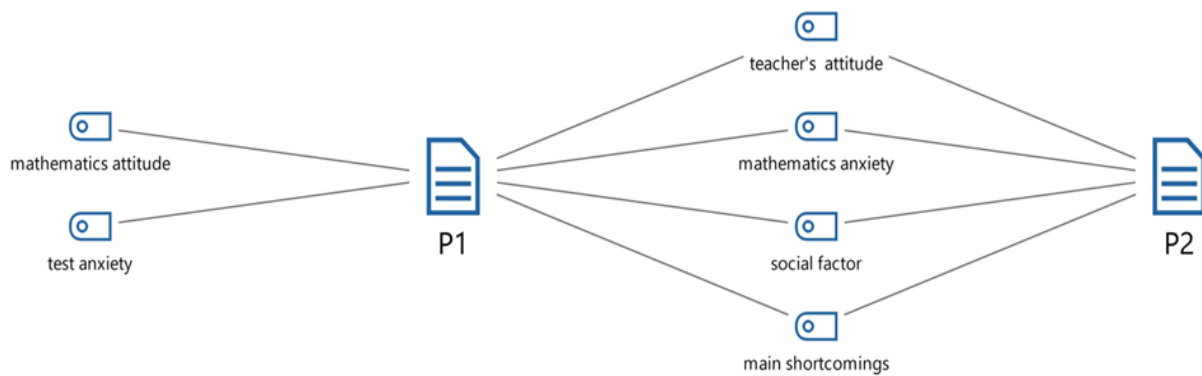 teacher's attitude
mathematics attitude
mathematics anxiety
P1
P2
test anxiety
social factor
main shortcomings